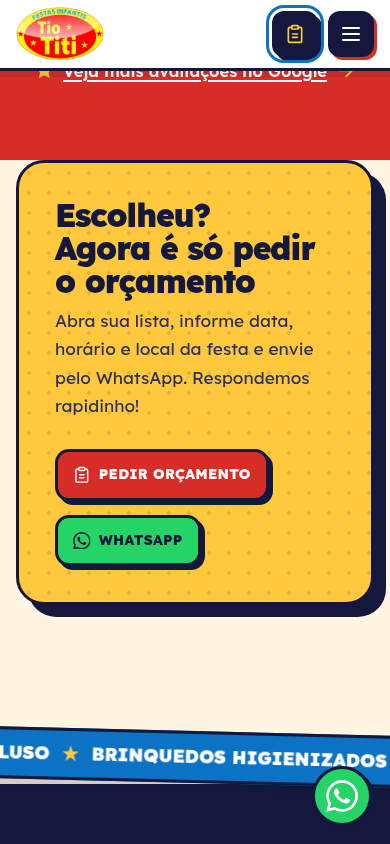 FESTAS INFANTIS
Tio
Titi
Veja mais avaliações no Google
Escolheu?
Agora é só pedir
o orçamento
Abra sua lista, informe data,
horário e local da festa e envie
pelo WhatsApp. Respondemos
rapidinho!
PEDIR ORÇAMENTO
WHATSAPP
LUSO ★ BRINQUEDOS HIGIENIZADOS